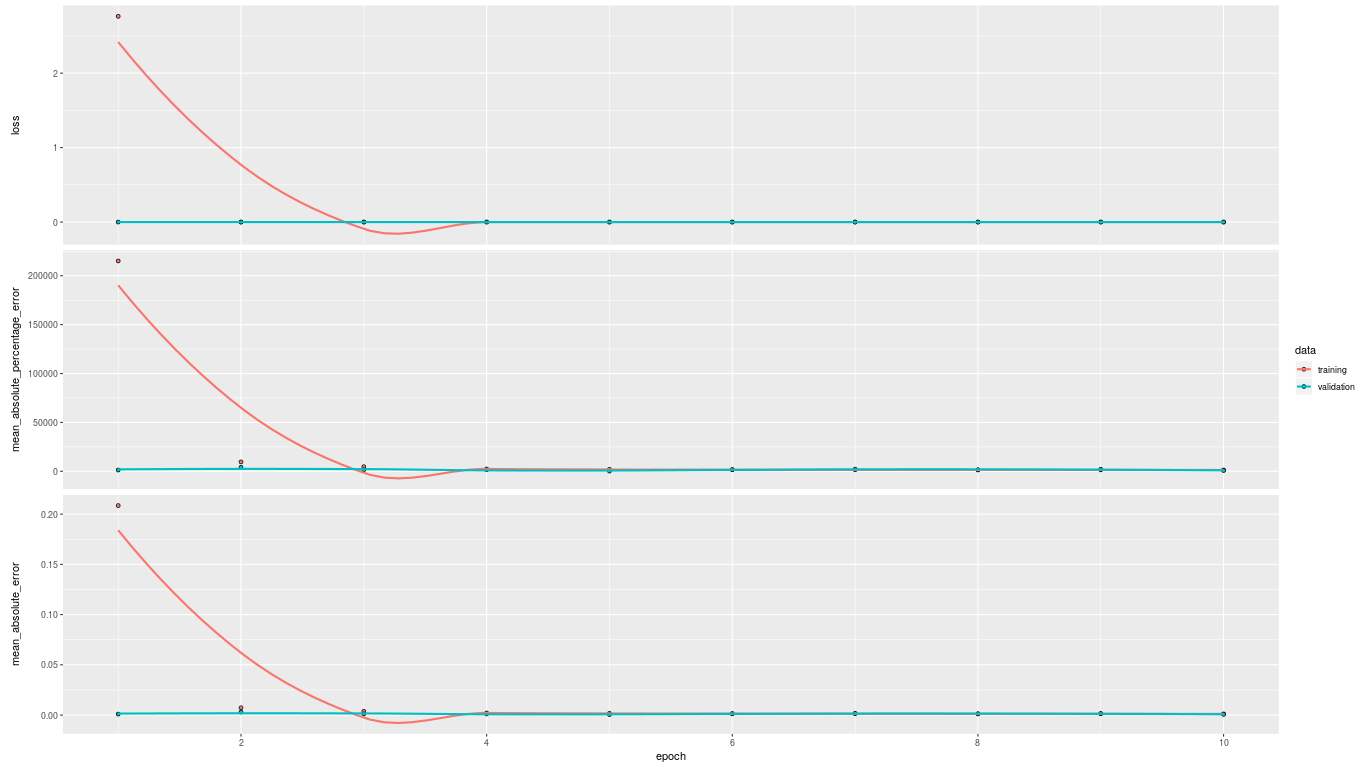 loss
2
1
0
mean_absolute_percentage_error
200000
150000
100000
50000
0
mean_absolute_error
0.20
0.15
0.10
0.05
0.00
2
4
6
8
10
epoch
data
training
validation